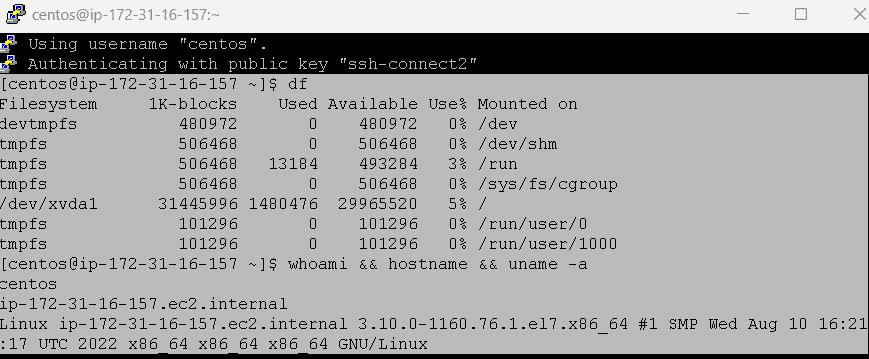 centos@ip-172-31-16-157:~
Using username "centos".
Authenticating with public key "ssh-connect2"
[centos@ip-172-31-16-157 ~]$ df
Filesystem     1K-blocks    Used Available Use% Mounted on
devtmpfs          480972       0    480972   0% /dev
tmpfs             506468       0    506468   0% /dev/shm
tmpfs             506468   13184    493284   3% /run
tmpfs             506468       0    506468   0% /sys/fs/cgroup
/dev/xvda1      31445996 1480476  29965520   5% /
tmpfs             101296       0    101296   0% /run/user/0
tmpfs             101296       0    101296   0% /run/user/1000
[centos@ip-172-31-16-157 ~]$ whoami && hostname && uname -a
centos
ip-172-31-16-157.ec2.internal
Linux ip-172-31-16-157.ec2.internal 3.10.0-1160.76.1.el7.x86_64 #1 SMP Wed Aug 10 16:21
:17 UTC 2022 x86_64 x86_64 x86_64 GNU/Linux